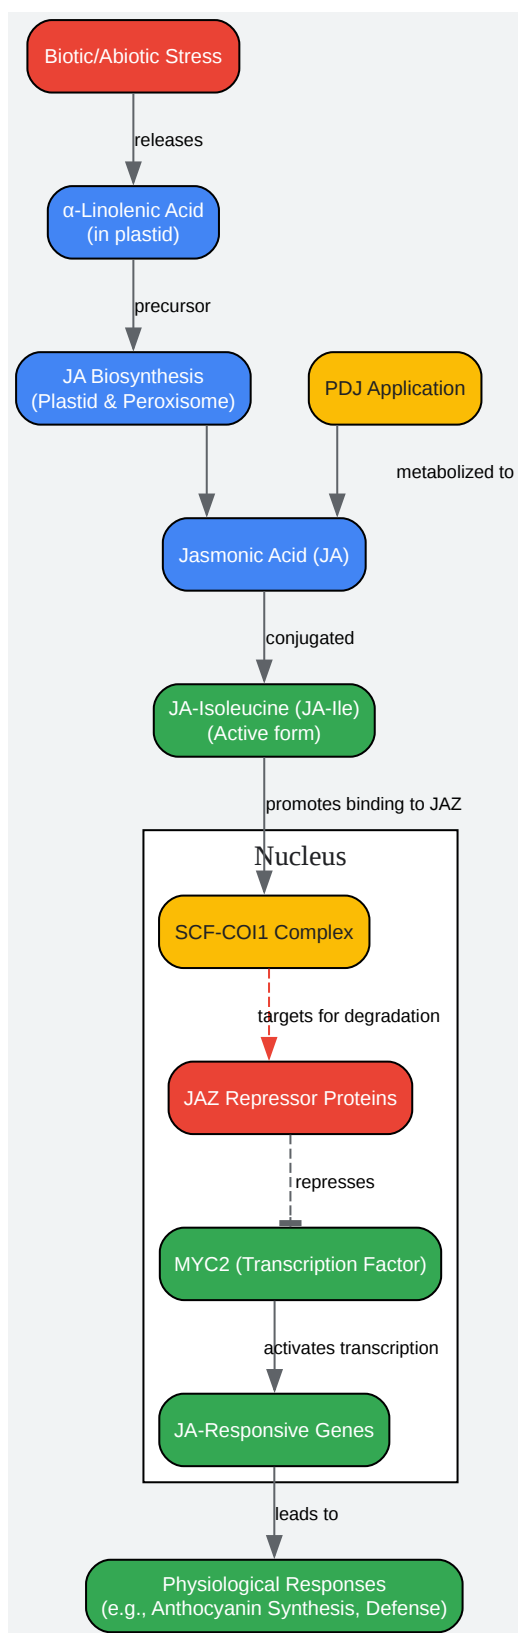 Biotic/Abiotic Stress
releases
α-Linolenic Acid
(in plastid)
precursor
JA Biosynthesis
(Plastid & Peroxisome)
PDJ Application
metabolized to
Jasmonic Acid (JA)
conjugated
JA-Isoleucine (JA-Ile)
(Active form)
promotes binding to JAZ
Nucleus
SCF-COI1 Complex
targets for degradation
JAZ Repressor Proteins
represses
MYC2 (Transcription Factor)
activates transcription
JA-Responsive Genes
leads to
Physiological Responses
(e.g., Anthocyanin Synthesis, Defense)